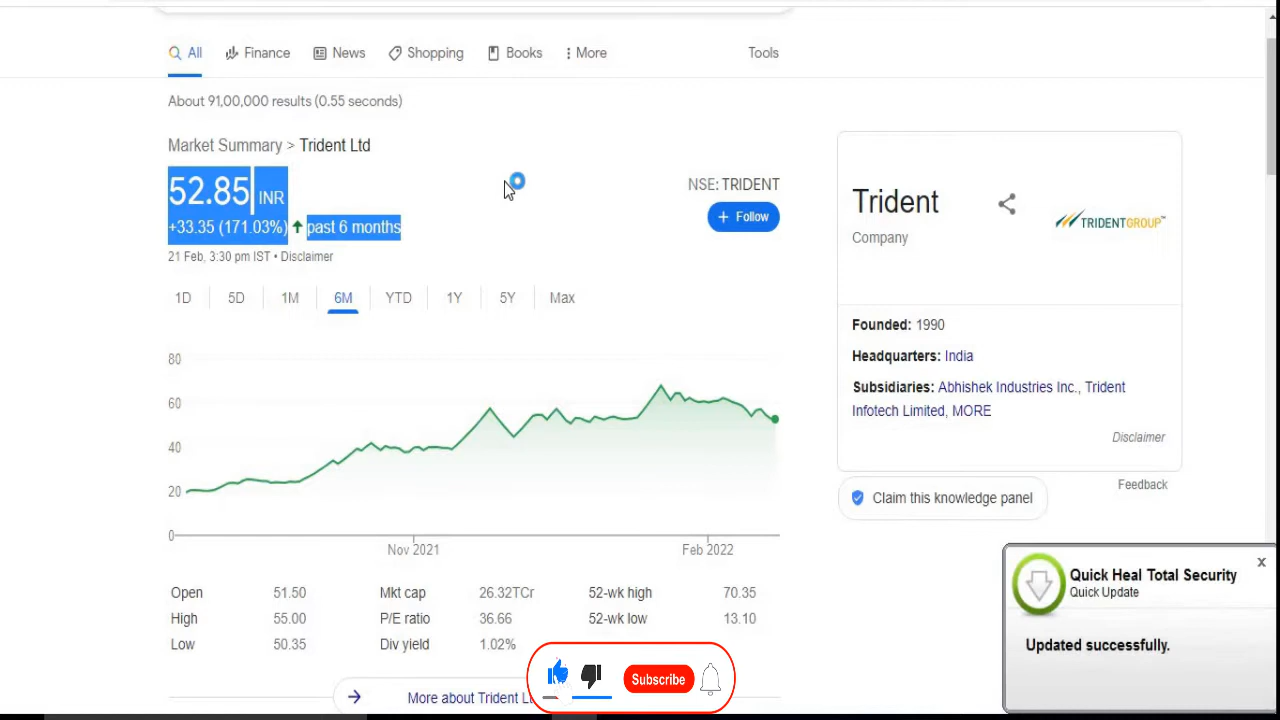 All
Finance
News
Shopping
Books
More
Tools
About 91,00,000 results (0.55 seconds)
Market Summary > Trident Ltd
52.85 INR
+33.35 (171.03%) past 6 months
21 Feb, 3:30 pm IST • Disclaimer
NSE: TRIDENT
+ Follow
1D
5D
1M
6M
YTD
1Y
5Y
Max
80
60
40
20
0
Nov 2021
Feb 2022
Open 51.50
High 55.00
Low 50.35
Mkt cap 26.32TCr
P/E ratio 36.66
Div yield 1.02%
52-wk high 70.35
52-wk low 13.10
More about Trident
Subscribe
Trident
Company
TRIDENTGROUP™
Founded: 1990
Headquarters: India
Subsidiaries: Abhishek Industries Inc., Trident
Infotech Limited, MORE
Disclaimer
Feedback
Claim this knowledge panel
Quick Heal Total Security
x
Quick Update
Updated successfully.